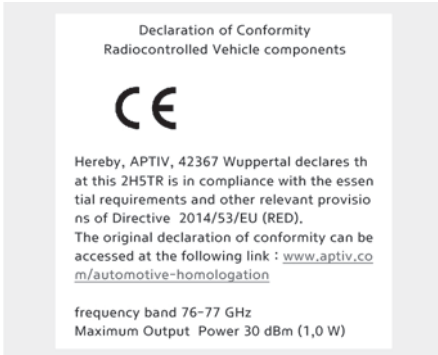 Declaration of Conformity
Radiocontrolled Vehicle components
CE
Hereby, APTIV, 42367 Wuppertal declares th
at this 2H5TR is in compliance with the essen
tial requirements and other relevant provisio
ns of Directive  2014/53/EU (RED).
The original declaration of conformity can be
accessed at the following link : www.aptiv.co
m/automotive-homologation
frequency band 76-77 GHz
Maximum Output  Power 30 dBm (1,0 W)